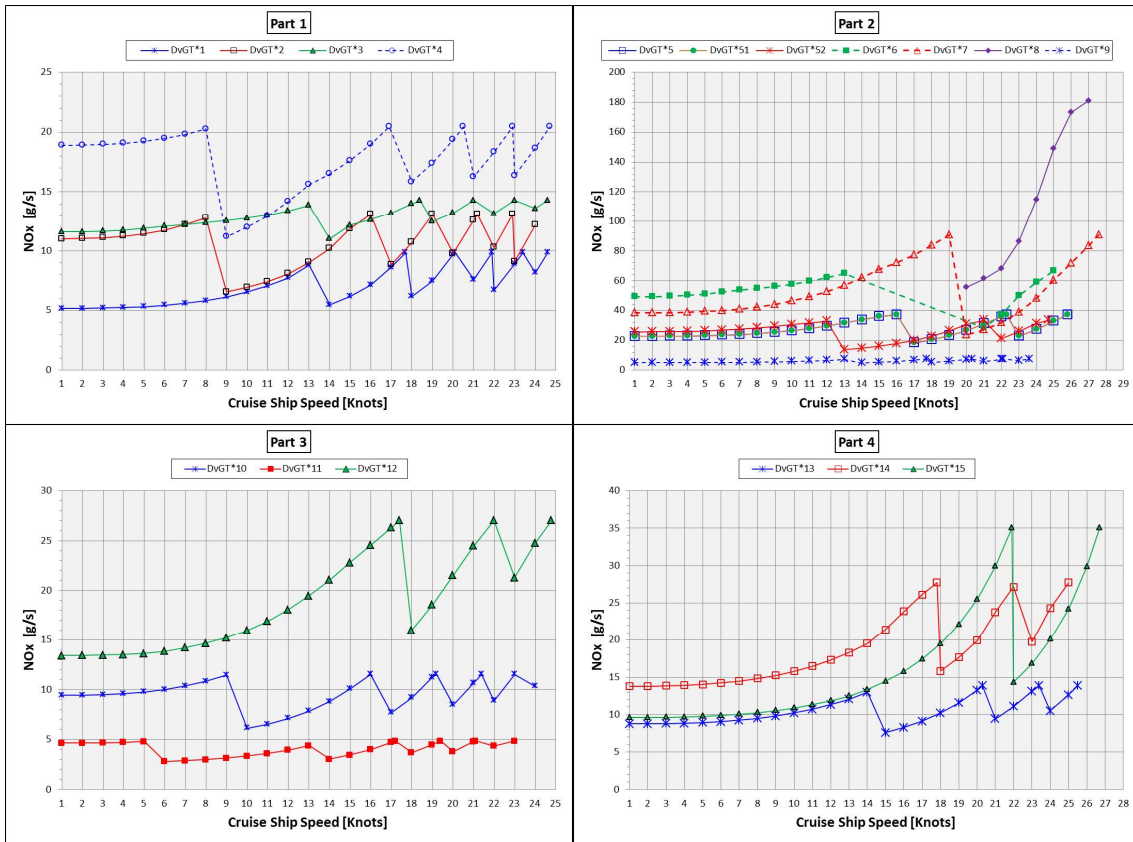 Part 1
DvGT*1 DvGT*2 DvGT*3 DvGT*4
NOx [g/s]
25
20
15
10
5
0
1 2 3 4 5 6 7 8 9 10 11 12 13 14 15 16 17 18 19 20 21 22 23 24 25
Cruise Ship Speed [Knots]
Part 2
DvGT*5 DvGT*51 DvGT*52 DvGT*6 DvGT*7 DvGT*8 DvGT*9
NOx [g/s]
200
180
160
140
120
100
80
60
40
20
0
1 2 3 4 5 6 7 8 9 10 11 12 13 14 15 16 17 18 19 20 21 22 23 24 25 26 27 28 29
Cruise Ship Speed [Knots]
Part 3
DvGT*10 DvGT*11 DvGT*12
NOx [g/s]
30
25
20
15
10
5
0
1 2 3 4 5 6 7 8 9 10 11 12 13 14 15 16 17 18 19 20 21 22 23 24 25
Cruise Ship Speed [Knots]
Part 4
DvGT*13 DvGT*14 DvGT*15
NOx [g/s]
40
35
30
25
20
15
10
5
0
1 2 3 4 5 6 7 8 9 10 11 12 13 14 15 16 17 18 19 20 21 22 23 24 25 26 27 28
Cruise Ship Speed [Knots]